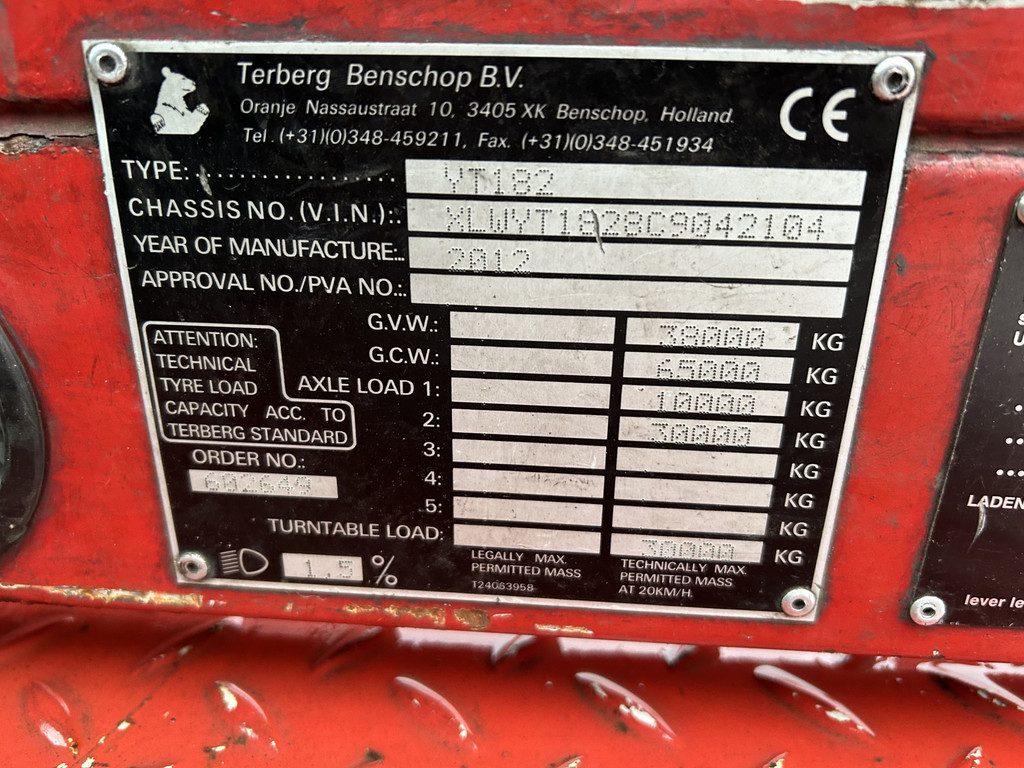 Terberg Benschop B.V.
Oranje Nassaustraat 10, 3405 XK Benschop, Holland.
Tel. (+31)(0)348-459211, Fax. (+31)(0)348-451934
CE
TYPE:.................... YT182
CHASSIS NO. (V.I.N.):.. XLWYT1828C9042104
YEAR OF MANUFACTURE:.. 2012
APPROVAL NO./PVA NO.:..
G.V.W.: 38000 KG
G.C.W.: 65000 KG
AXLE LOAD 1: 10000 KG
2: 30000 KG
3: KG
4: KG
5: KG
TURNTABLE LOAD: 30000 KG
ATTENTION:
TECHNICAL
TYRE LOAD
CAPACITY ACC. TO
TERBERG STANDARD
ORDER NO.:
602649
1,5 %
LEGALLY MAX.
PERMITTED MASS
T24063958
TECHNICALLY MAX.
PERMITTED MASS
AT 20KM/H.
LADEN
lever le